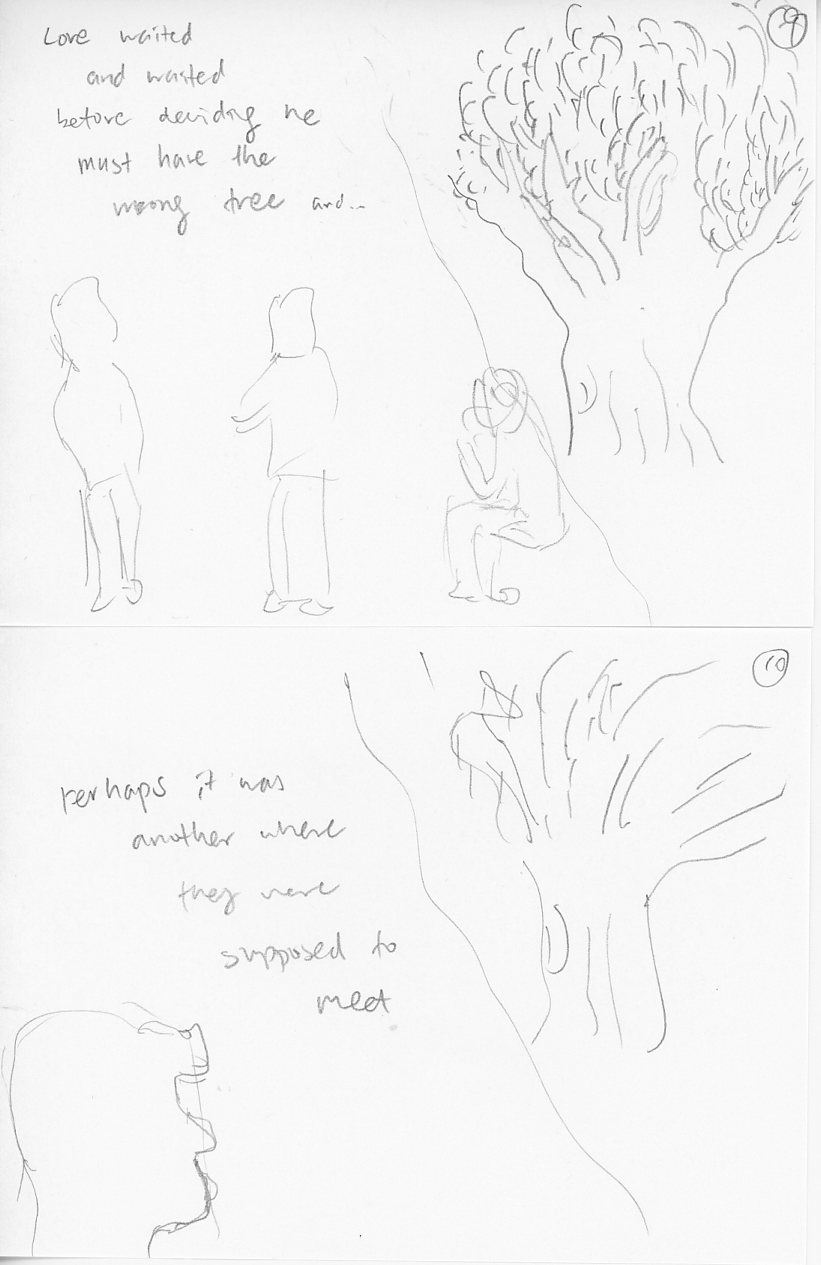 9
Love waited
and waited
before deciding he
must have the
wrong tree and...
10
perhaps it was
another where
they were
supposed to
meet